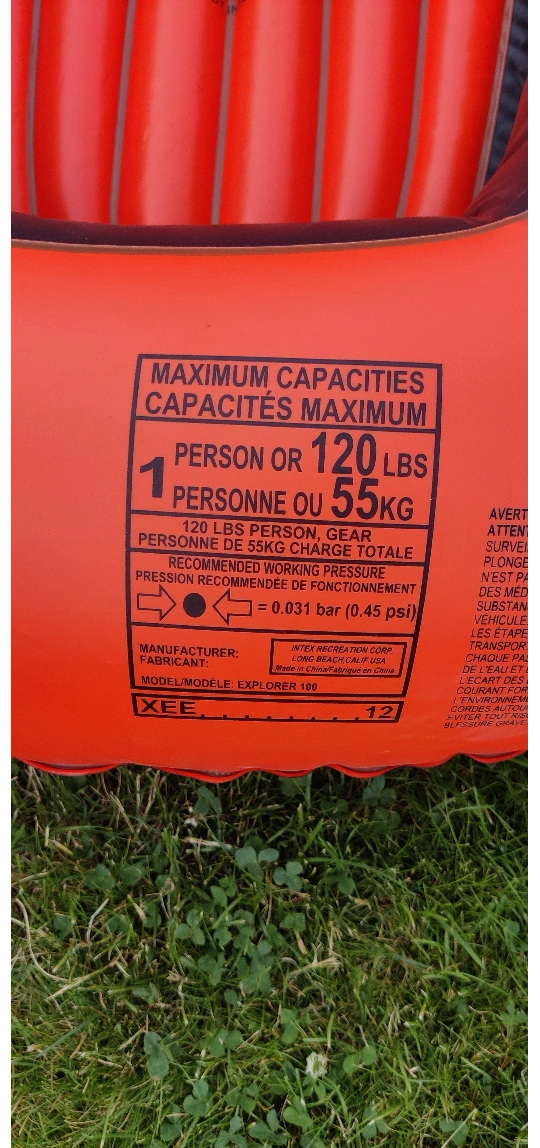 MAXIMUM CAPACITIES
CAPACITÉS MAXIMUM
1 PERSON OR 120 LBS
PERSONNE OU 55KG
120 LBS PERSON, GEAR
PERSONNE DE 55KG CHARGE TOTALE
RECOMMENDED WORKING PRESSURE
PRESSION RECOMMENDÉE DE FONCTIONNEMENT
= 0.031 bar (0.45 psi)
MANUFACTURER:
FABRICANT:
INTEX RECREATION CORP.
LONG BEACH, CALIF. USA
Made in China/Fabriqué en Chine
MODEL/MODÈLE: EXPLORER 100
XEE 12
AVERT
ATTENT
SURVEI
PLONGE
N'EST PA
DES MÉD
SUBSTAN
VÉHICULE
LES ÉTAPE
TRANSPORT
CHAQUE PAS
DE L'EAU ET
L'ÉCART DES
COURANT FOR
L'ENVIRONNEM
CORDES AUTOU
ÉVITER TOUT RIS
BLESSURE GRAVE